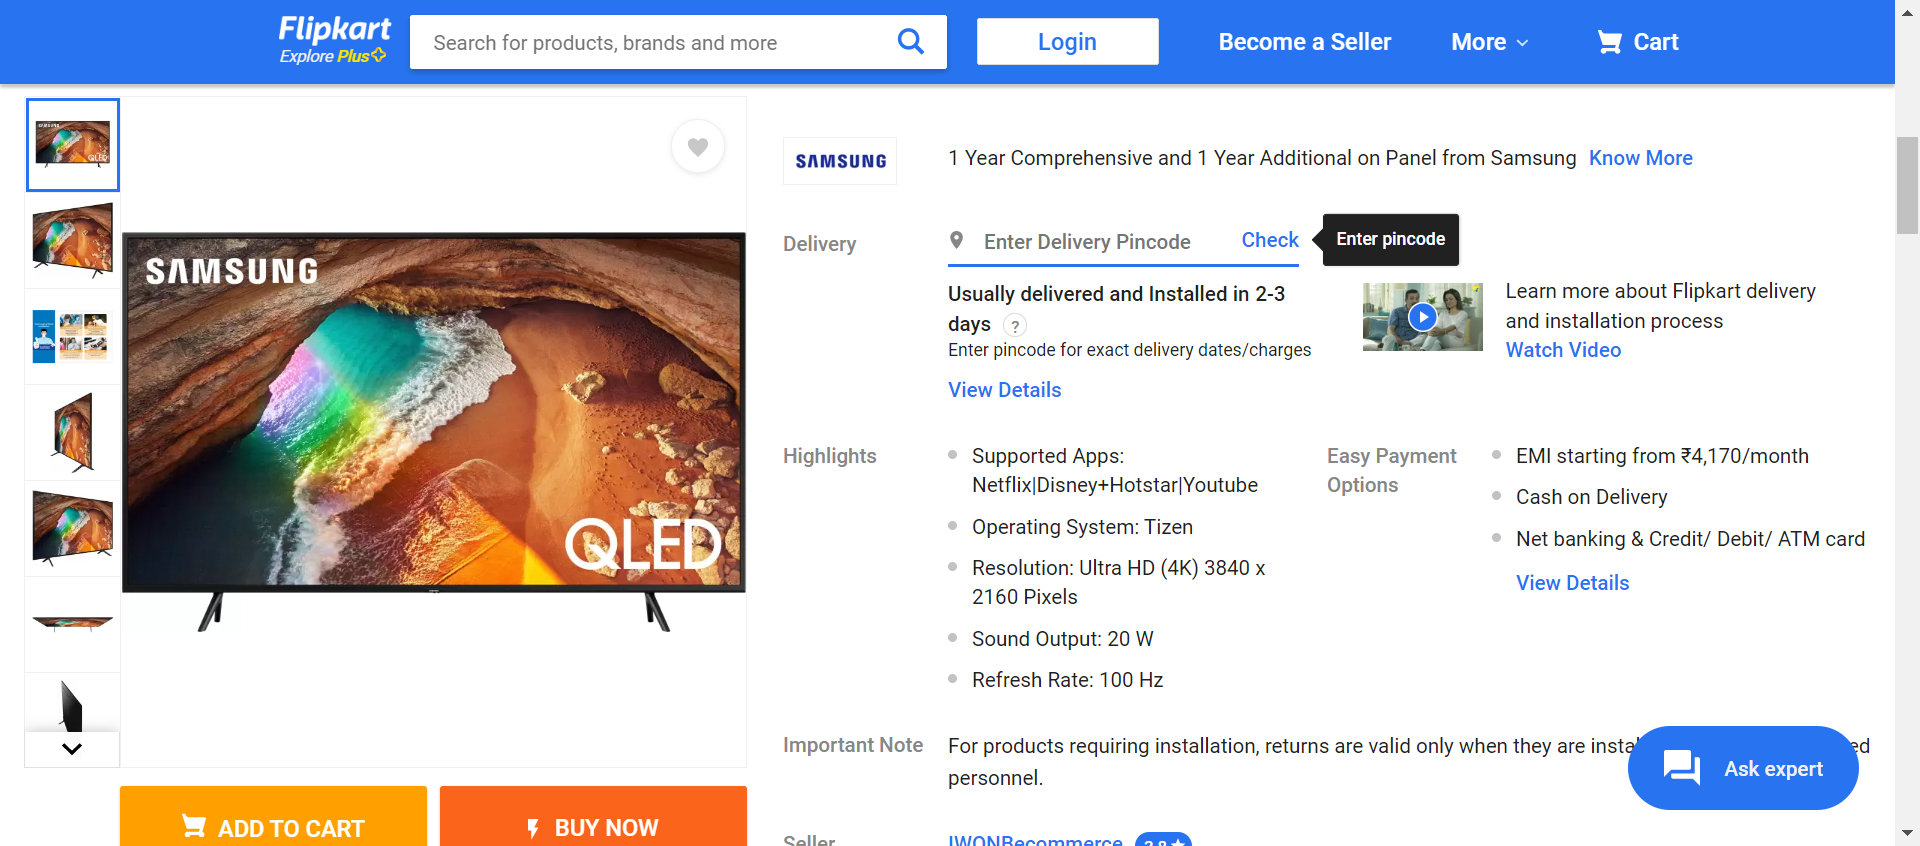 Flipkart
Explore Plus
Search for products, brands and more
Login
Become a Seller
More
Cart
SAMSUNG
QLED
SAMSUNG
QLED
ADD TO CART
BUY NOW
SAMSUNG
1 Year Comprehensive and 1 Year Additional on Panel from Samsung Know More
Delivery
Enter Delivery Pincode
Check
Enter pincode
Usually delivered and Installed in 2-3
days ?
Enter pincode for exact delivery dates/charges
View Details
Learn more about Flipkart delivery
and installation process
Watch Video
Highlights
Supported Apps:
Netflix|Disney+Hotstar|Youtube
Operating System: Tizen
Resolution: Ultra HD (4K) 3840 x
2160 Pixels
Sound Output: 20 W
Refresh Rate: 100 Hz
Easy Payment
Options
EMI starting from ₹4,170/month
Cash on Delivery
Net banking & Credit/ Debit/ ATM card
View Details
Important Note
For products requiring installation, returns are valid only when they are
personnel.
Ask expert
Seller
IWONBecommerce